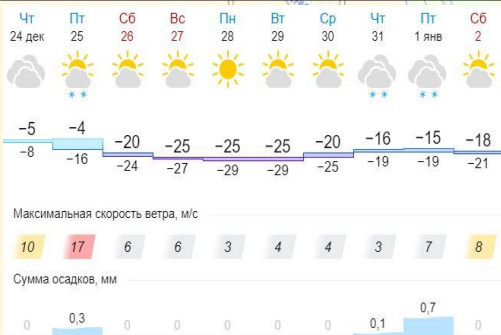 Чт Пт Сб Вс Пн Вт Ср Чт Пт Сб
24 дек 25 26 27 28 29 30 31 1 янв 2
−5 −4 −20 −25 −25 −25 −20 −16 −15 −18
−8 −16 −24 −27 −29 −29 −25 −19 −19 −21
Максимальная скорость ветра, м/с
10 17 6 6 3 4 4 3 7 8
Сумма осадков, мм
0 0,3 0 0 0 0 0 0,1 0,7 0